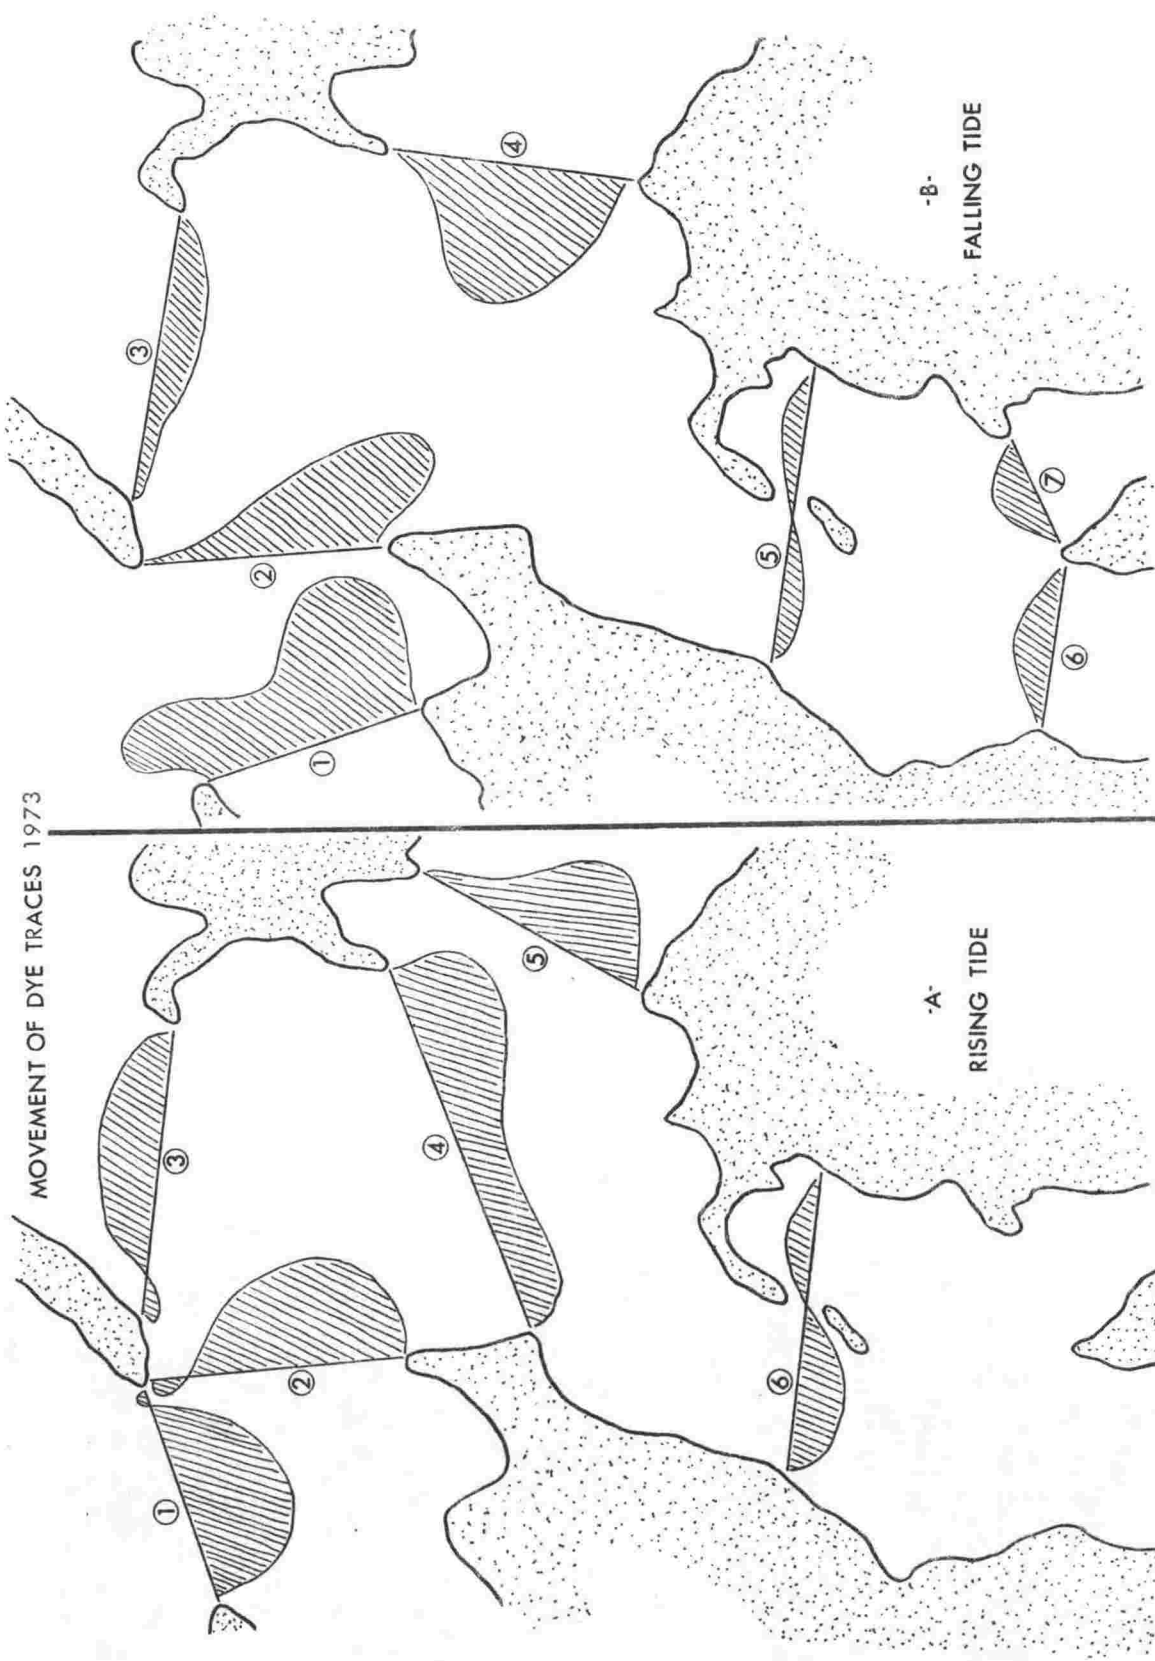 MOVEMENT OF DYE TRACES 1973
①
②
③
④
⑤
⑥
-A-
RISING TIDE
①
②
③
④
⑤
⑥
⑦
-B-
FALLING TIDE